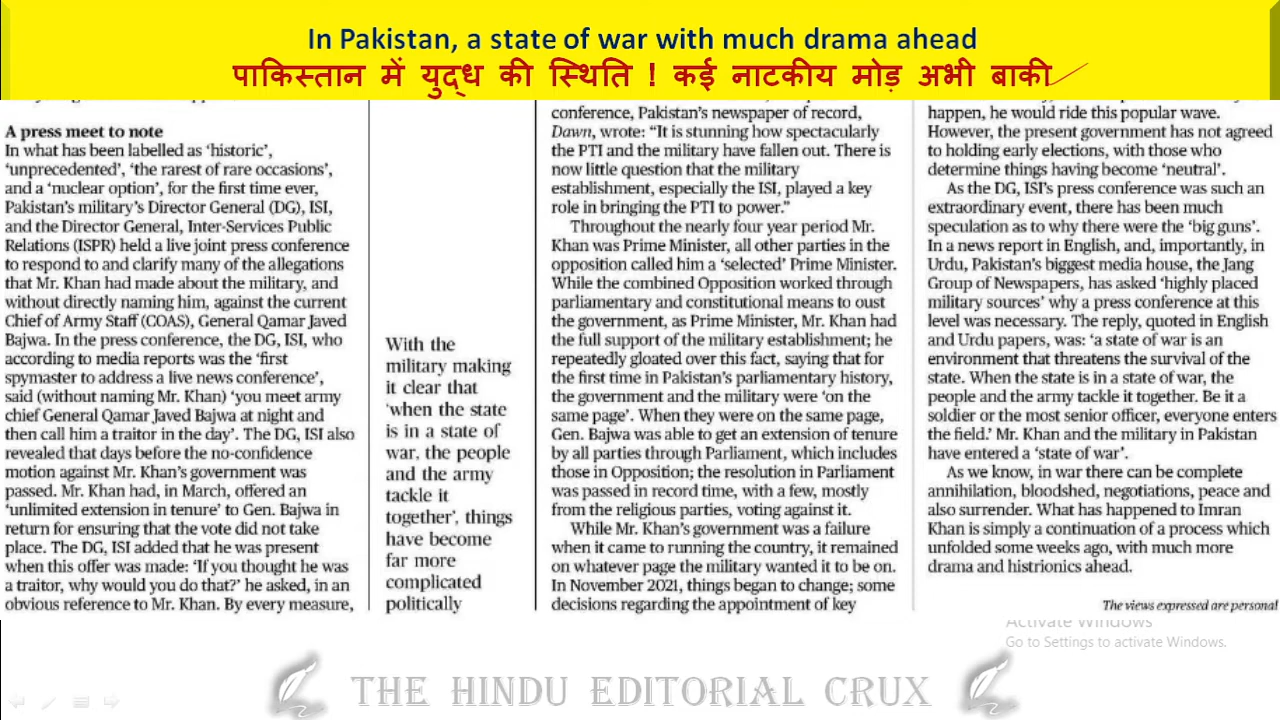 In Pakistan, a state of war with much drama ahead
पाकिस्तान में युद्ध की स्थिति ! कई नाटकीय मोड़ अभी बाकी
A press meet to note
In what has been labelled as ‘historic’,
‘unprecedented’, ‘the rarest of rare occasions’,
and a ‘nuclear option’, for the first time ever,
Pakistan’s military’s Director General (DG), ISI,
and the Director General, Inter-Services Public
Relations (ISPR) held a live joint press conference
to respond to and clarify many of the allegations
that Mr. Khan had made about the military, and
without directly naming him, against the current
Chief of Army Staff (COAS), General Qamar Javed
Bajwa. In the press conference, the DG, ISI, who
according to media reports was the ‘first
spymaster to address a live news conference’,
said (without naming Mr. Khan) ‘you meet army
chief General Qamar Javed Bajwa at night and
then call him a traitor in the day’. The DG, ISI also
revealed that days before the no-confidence
motion against Mr. Khan’s government was
passed. Mr. Khan had, in March, offered an
‘unlimited extension in tenure’ to Gen. Bajwa in
return for ensuring that the vote did not take
place. The DG, ISI added that he was present
when this offer was made: ‘If you thought he was
a traitor, why would you do that?’ he asked, in an
obvious reference to Mr. Khan. By every measure,
With the
military making
it clear that
‘when the state
is in a state of
war, the people
and the army
tackle it
together’, things
have become
far more
complicated
politically
conference, Pakistan’s newspaper of record,
Dawn, wrote: “It is stunning how spectacularly
the PTI and the military have fallen out. There is
now little question that the military
establishment, especially the ISI, played a key
role in bringing the PTI to power.”
Throughout the nearly four year period Mr.
Khan was Prime Minister, all other parties in the
opposition called him a ‘selected’ Prime Minister.
While the combined Opposition worked through
parliamentary and constitutional means to oust
the government, as Prime Minister, Mr. Khan had
the full support of the military establishment; he
repeatedly gloated over this fact, saying that for
the first time in Pakistan’s parliamentary history,
the government and the military were ‘on the
same page’. When they were on the same page,
Gen. Bajwa was able to get an extension of tenure
by all parties through Parliament, which includes
those in Opposition; the resolution in Parliament
was passed in record time, with a few, mostly
from the religious parties, voting against it.
While Mr. Khan’s government was a failure
when it came to running the country, it remained
on whatever page the military wanted it to be on.
In November 2021, things began to change; some
decisions regarding the appointment of key
happen, he would ride this popular wave.
However, the present government has not agreed
to holding early elections, with those who
determine things having become ‘neutral’.
As the DG, ISI’s press conference was such an
extraordinary event, there has been much
speculation as to why there were the ‘big guns’.
In a news report in English, and, importantly, in
Urdu, Pakistan’s biggest media house, the Jang
Group of Newspapers, has asked ‘highly placed
military sources’ why a press conference at this
level was necessary. The reply, quoted in English
and Urdu papers, was: ‘a state of war is an
environment that threatens the survival of the
state. When the state is in a state of war, the
people and the army tackle it together. Be it a
soldier or the most senior officer, everyone enters
the field.’ Mr. Khan and the military in Pakistan
have entered a ‘state of war’.
As we know, in war there can be complete
annihilation, bloodshed, negotiations, peace and
also surrender. What has happened to Imran
Khan is simply a continuation of a process which
unfolded some weeks ago, with much more
drama and histrionics ahead.
The views expressed are personal
Activate Windows
Go to Settings to activate Windows.
THE HINDU EDITORIAL CRUX